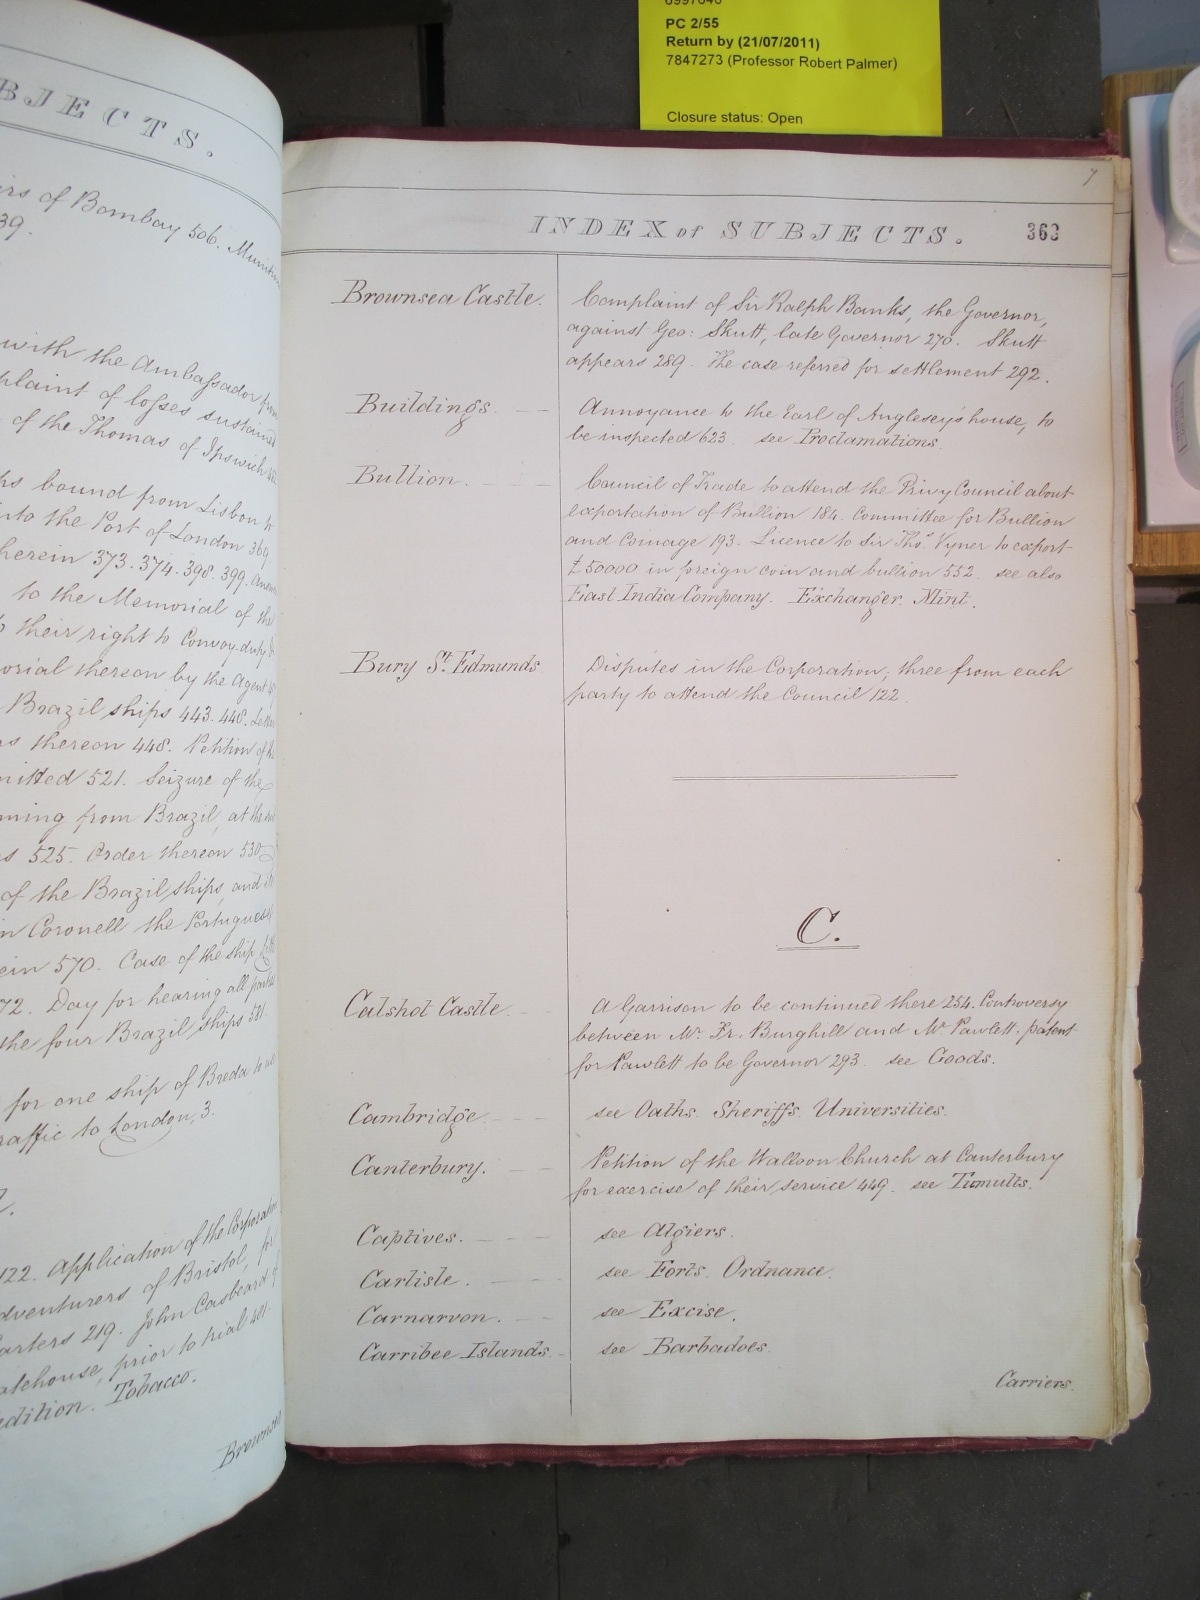 PC 2/55
Return by (21/07/2011)
7847273 (Professor Robert Palmer)
Closure status: Open
BJECTS.
of Bombay 506.
39.
with the Ambassador
plaint of losses sustained
of the Thomas of Ipswich
bound from Lisbon
into the Port of London 369
herein 373. 374. 398. 399.
to the Memorial of the
their right to Convoy duty
orial thereon by the Agent
Brazil ships 443. 448.
thereon 448. Petition of the
mitted 521. Seizure of the
ming from Brazil, at the
525. Order thereon 530
of the Brazil ships, and
Coronell the Portuguese
ein 570. Case of the ship
72. Day for hearing all parties
the four Brazil ships 581.
for one ship of Breda to
raffic to London, 3.
122. Application of the Corporation
dventurers of Bristol, for
arters 219. John Casbeard
atehouse, prior to trial
edition. Tobacco.
7
INDEX of SUBJECTS. 363
Brownsea Castle. Complaint of Sir Ralph Banks, the Governor,
against Geo: Skutt, late Governor 270. Skutt
appears 289. The case referred for settlement 292.
Buildings. Annoyance to the Earl of Anglesey's house, to
be inspected 623. see Proclamations.
Bullion. Council of Trade to attend the Privy Council about
exportation of Bullion 184. Committee for Bullion
and Coinage 193. Licence to Sir Thos. Vyner to export
£50000 in foreign coin and bullion 552. see also
East India Company. Exchanger. Mint.
Bury St. Edmunds Disputes in the Corporation; three from each
party to attend the Council 122.
C.
Calshot Castle. A Garrison to be continued there 254. Controversy
between Mr. Fr. Burghill and Mr. Pawlett. patent
for Pawlett to be Governor 293. see Goods.
Cambridge. see Oaths. Sheriffs. Universities.
Canterbury. Petition of the Walloon Church at Canterbury
for exercise of their service 449. see Tumults.
Captives. see Algiers.
Carlisle. see Forts. Ordnance.
Carnarvon. see Excise.
Carribee Islands. see Barbadoes.
Carriers.